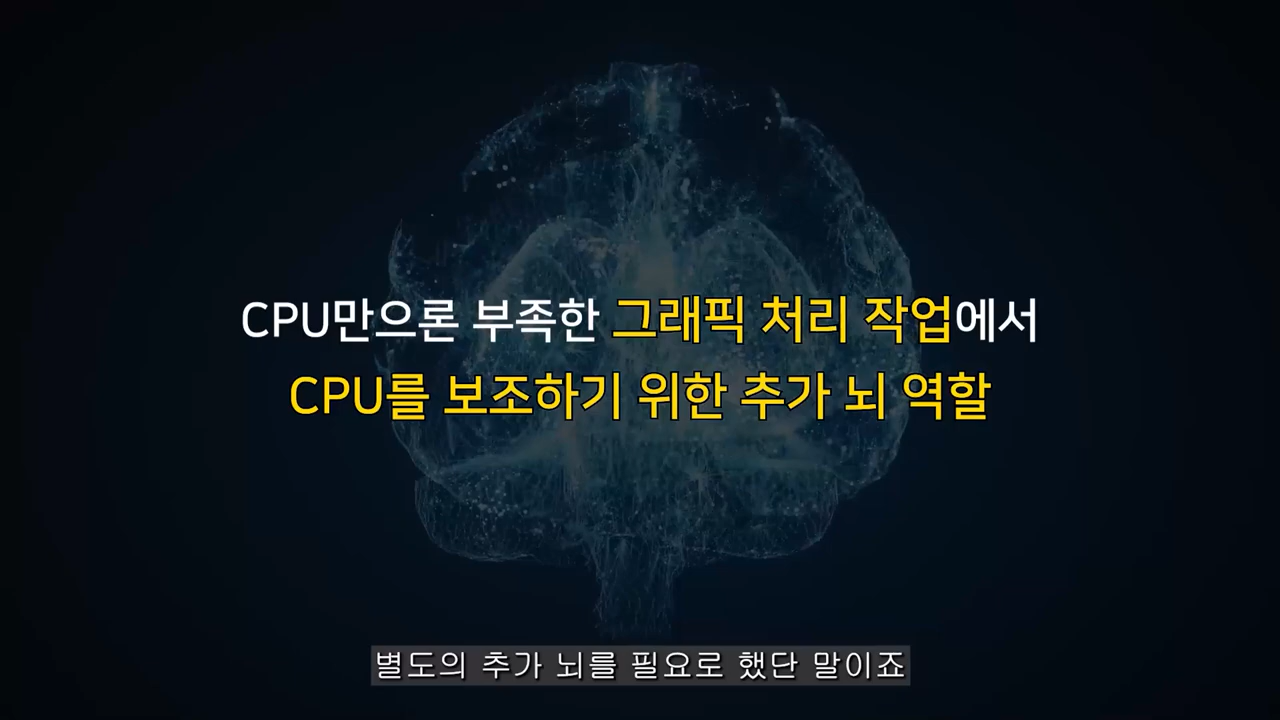 CPU만으론 부족한 그래픽 처리 작업에서
CPU를 보조하기 위한 추가 뇌 역할
별도의 추가 뇌를 필요로 했단 말이죠